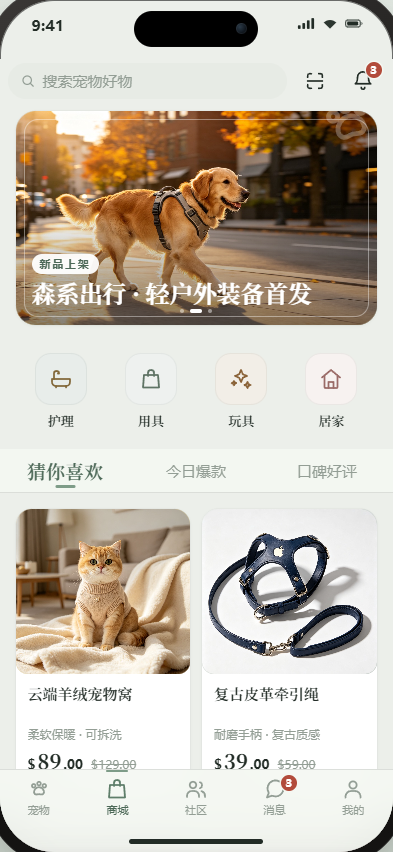 9:41
搜索宠物好物
3
新品上架
森系出行 · 轻户外装备首发
护理
用具
玩具
居家
猜你喜欢
今日爆款
口碑好评
云端羊绒宠物窝
柔软保暖 · 可拆洗
$89.00 $129.00
复古皮革牵引绳
耐磨手柄 · 复古质感
$39.00 $59.00
宠物
商城
社区
3
消息
我的